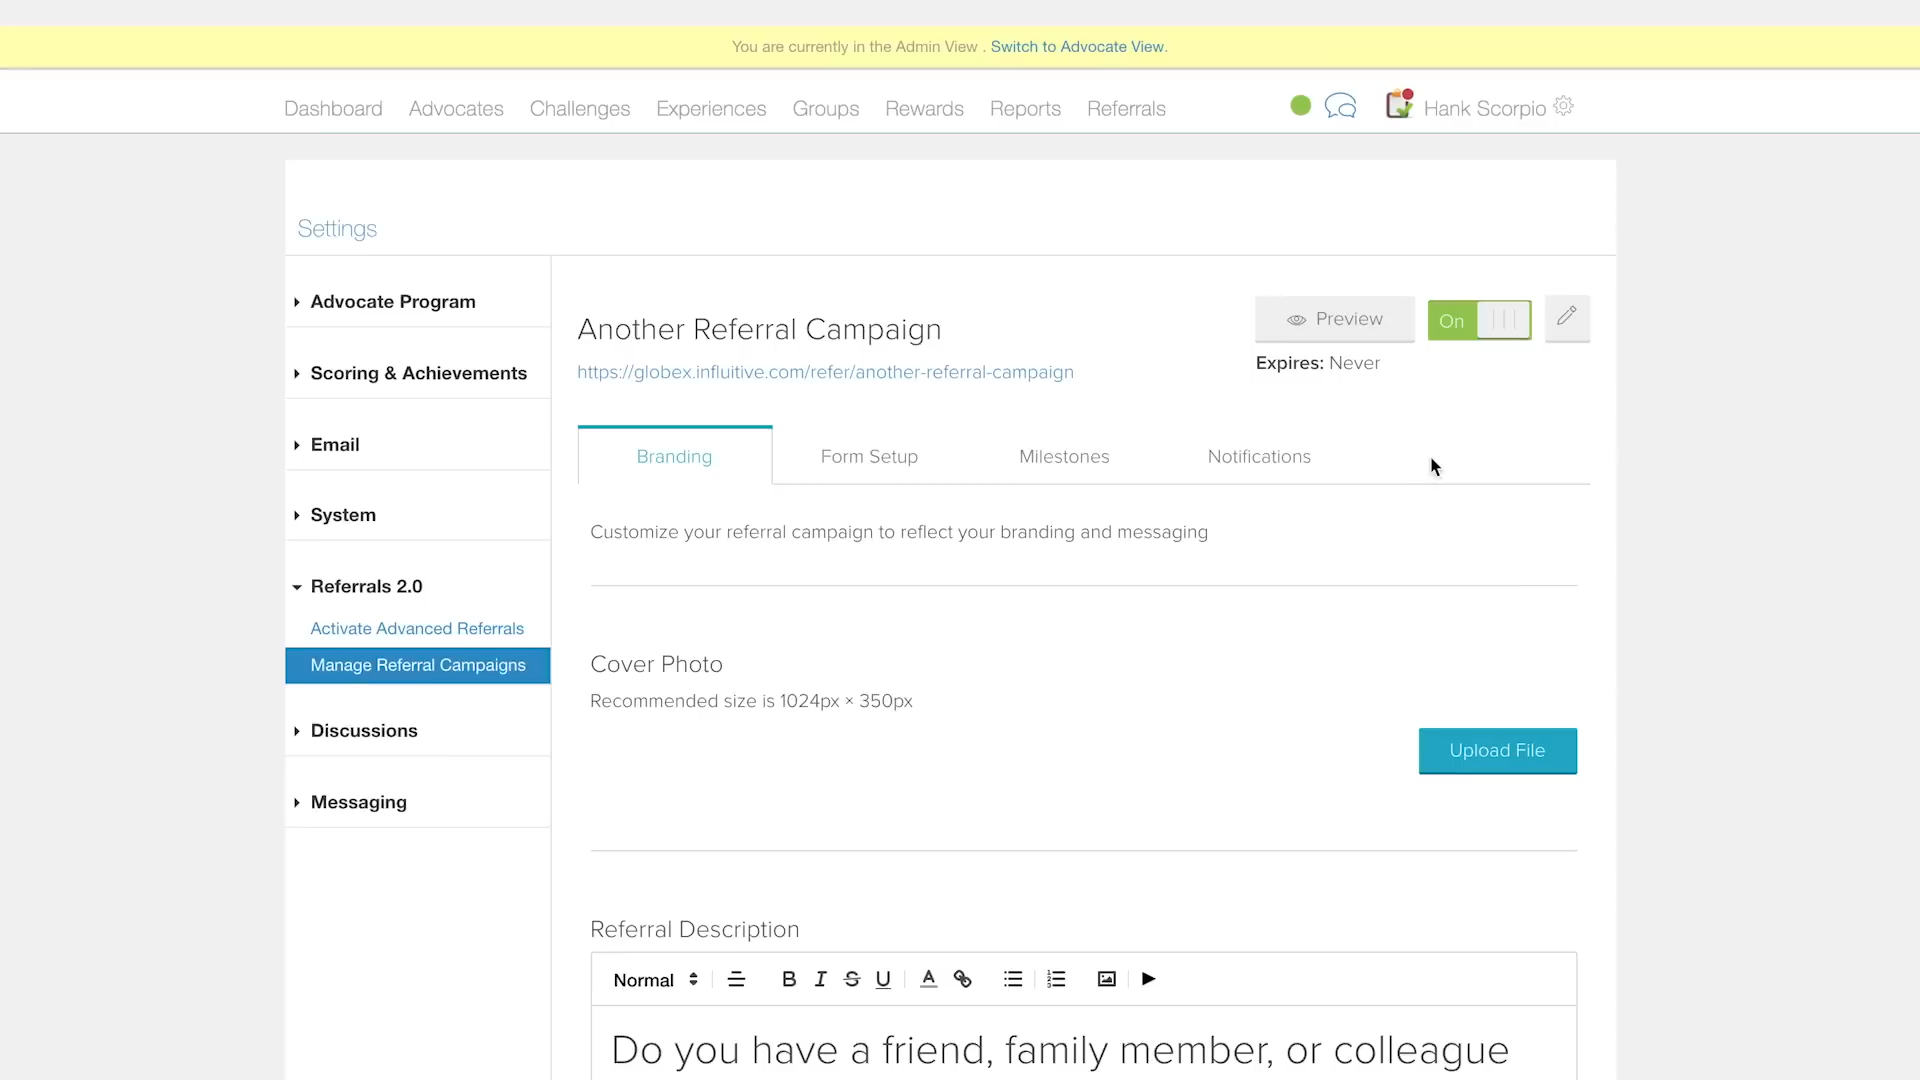 You are currently in the Admin View . Switch to Advocate View.
Dashboard Advocates Challenges Experiences Groups Rewards Reports Referrals Hank Scorpio
Settings
Advocate Program
Scoring & Achievements
Email
System
Referrals 2.0
Activate Advanced Referrals
Manage Referral Campaigns
Discussions
Messaging
Another Referral Campaign
https://globex.influitive.com/refer/another-referral-campaign
Preview On
Expires: Never
Branding Form Setup Milestones Notifications
Customize your referral campaign to reflect your branding and messaging
Cover Photo
Recommended size is 1024px × 350px
Upload File
Referral Description
Normal B I S U A
Do you have a friend, family member, or colleague